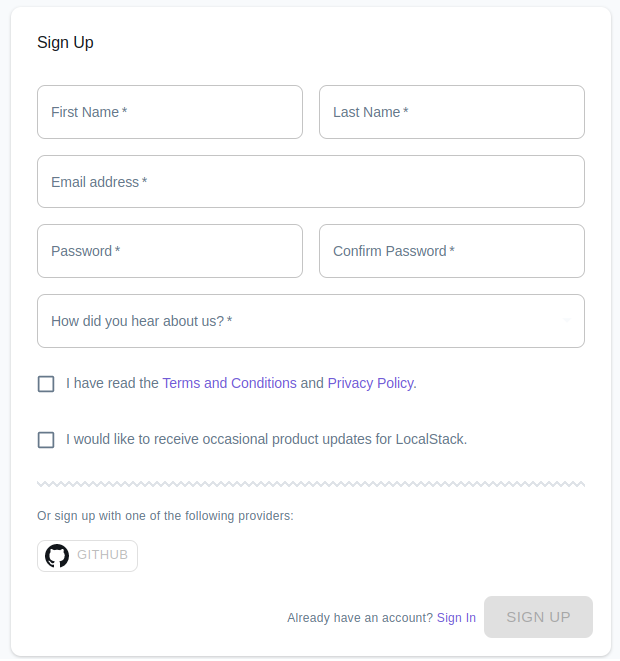 Sign Up
First Name *
Last Name *
Email address *
Password *
Confirm Password *
How did you hear about us? *
I have read the Terms and Conditions and Privacy Policy.
I would like to receive occasional product updates for LocalStack.
Or sign up with one of the following providers:
GITHUB
Already have an account? Sign In
SIGN UP